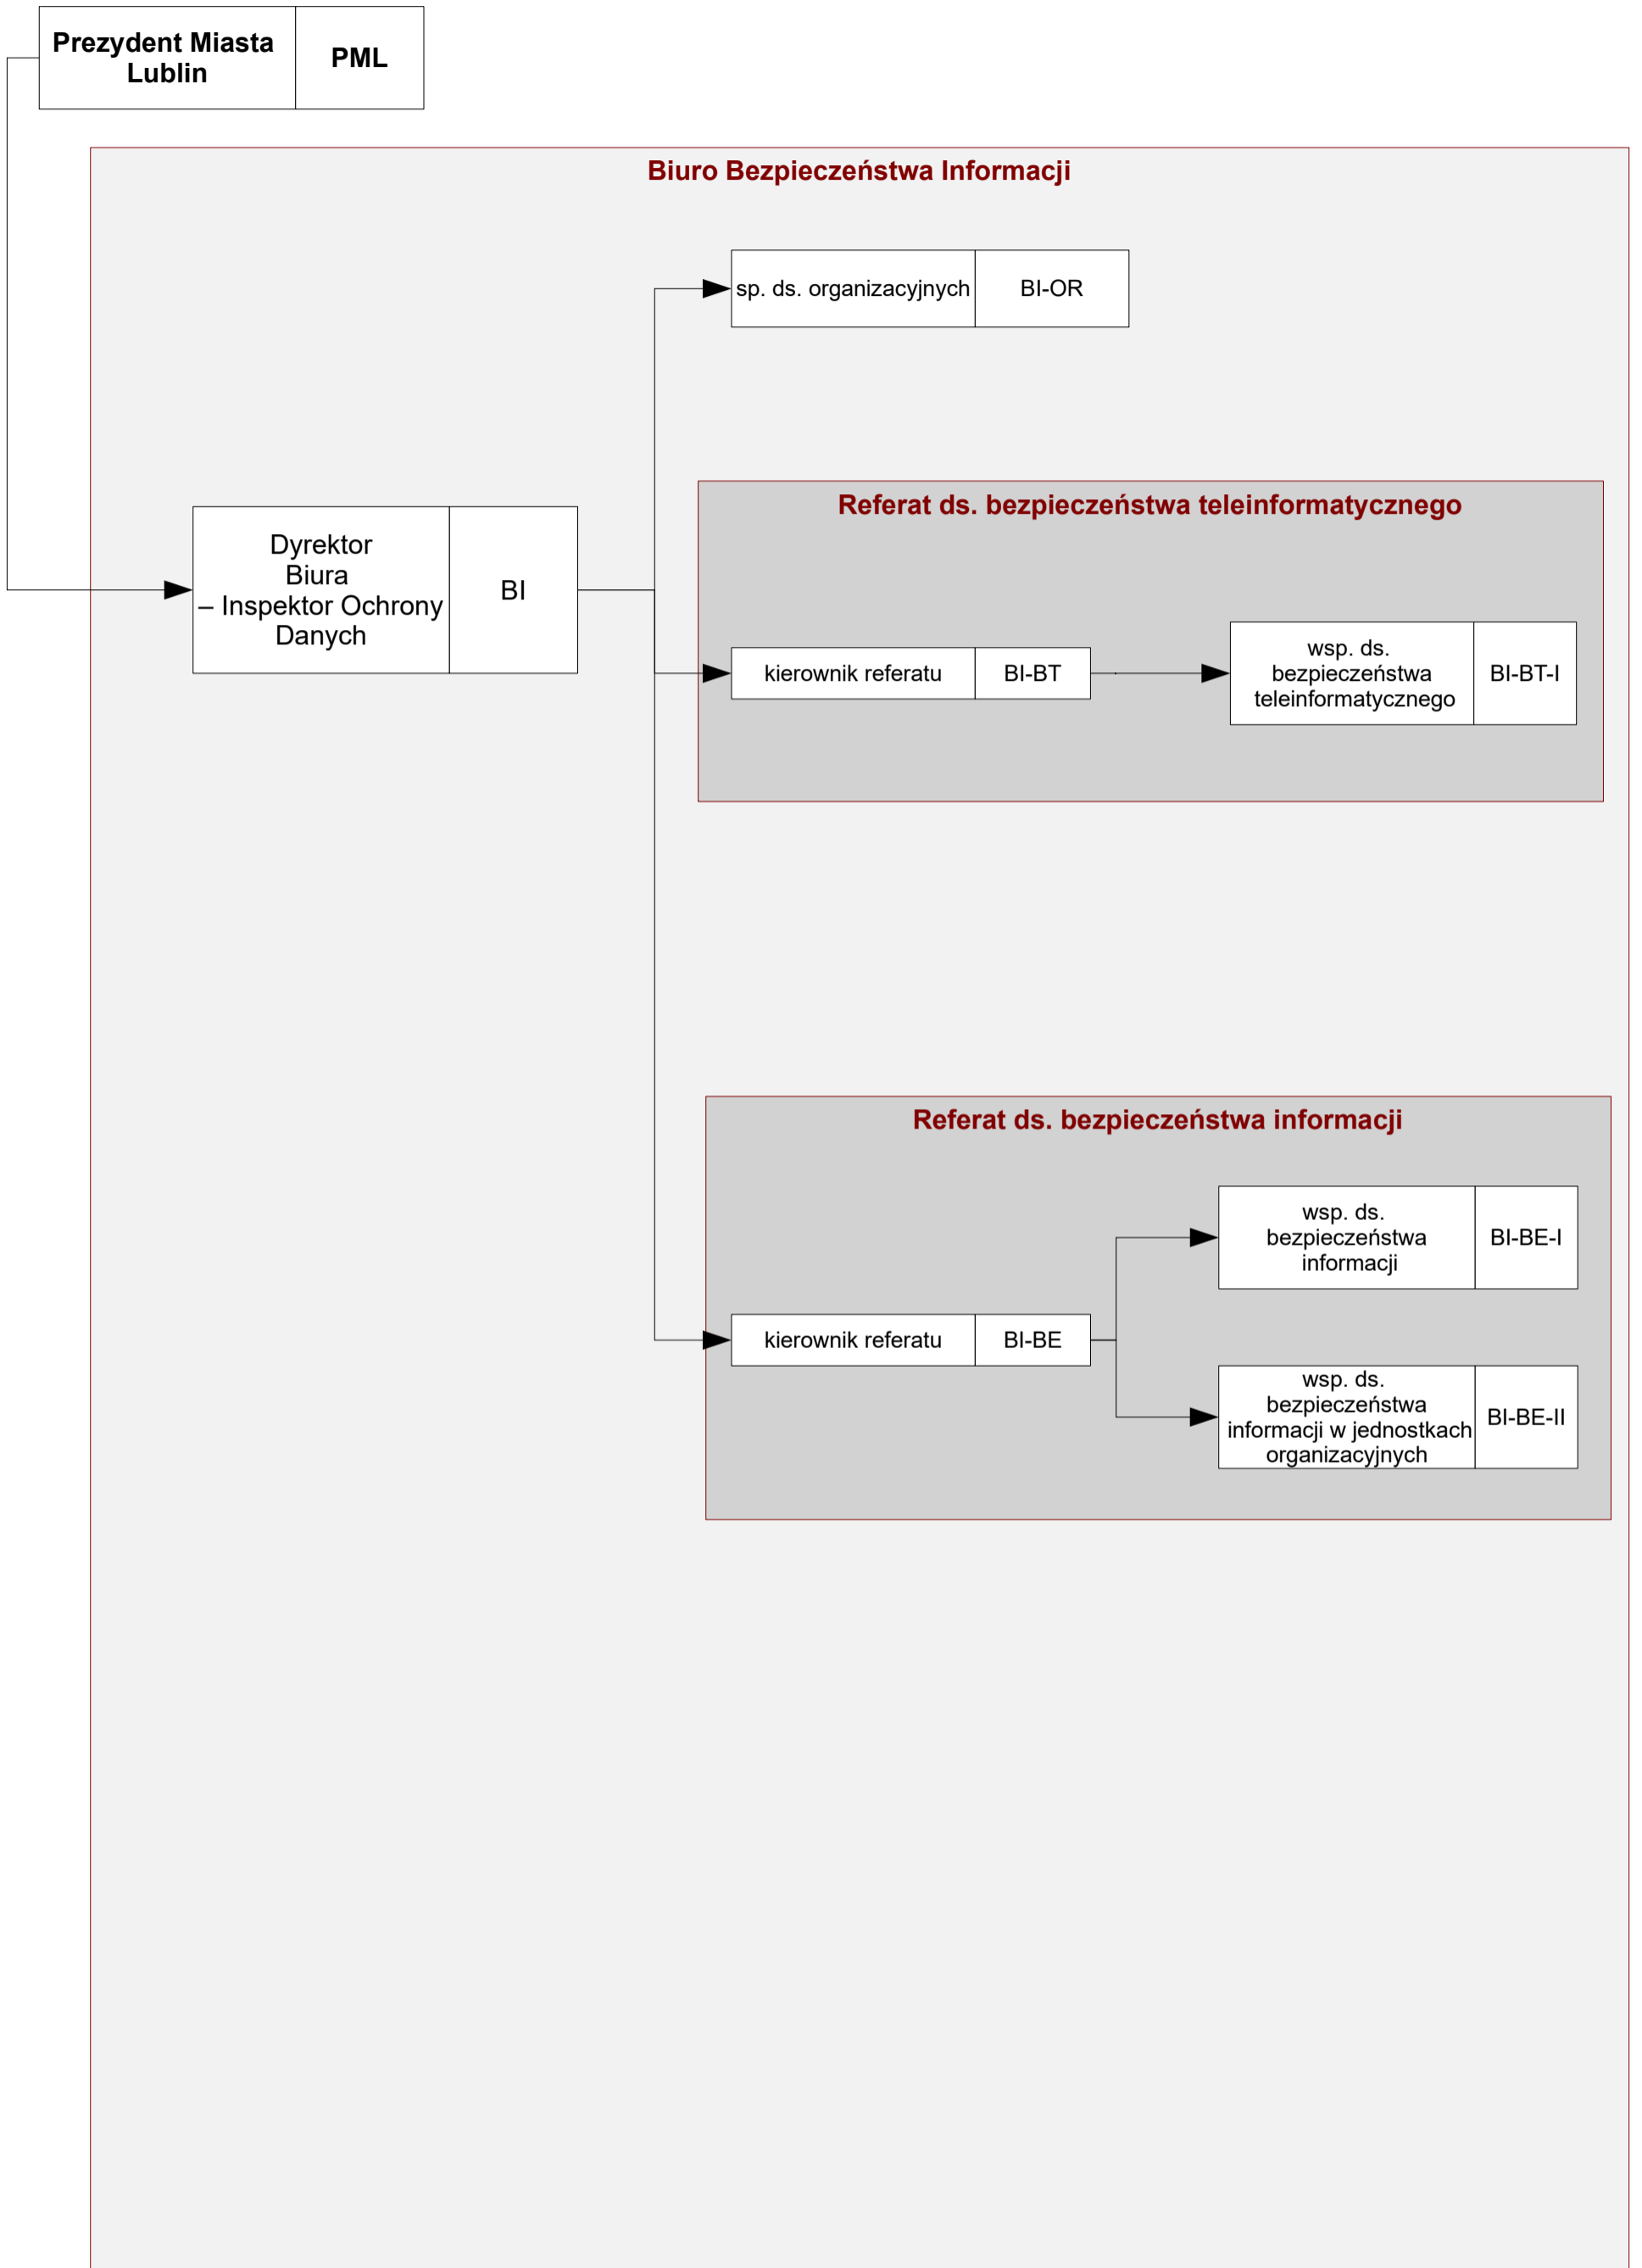 Prezydent Miasta
Lublin
PML
Biuro Bezpieczeństwa Informacji
sp. ds. organizacyjnych
BI-OR
Referat ds. bezpieczeństwa teleinformatycznego
Dyrektor
Biura
– Inspektor Ochrony
Danych
BI
kierownik referatu
BI-BT
wsp. ds.
bezpieczeństwa
teleinformatycznego
BI-BT-I
Referat ds. bezpieczeństwa informacji
wsp. ds.
bezpieczeństwa
informacji
BI-BE-I
kierownik referatu
BI-BE
wsp. ds.
bezpieczeństwa
informacji w jednostkach
organizacyjnych
BI-BE-II